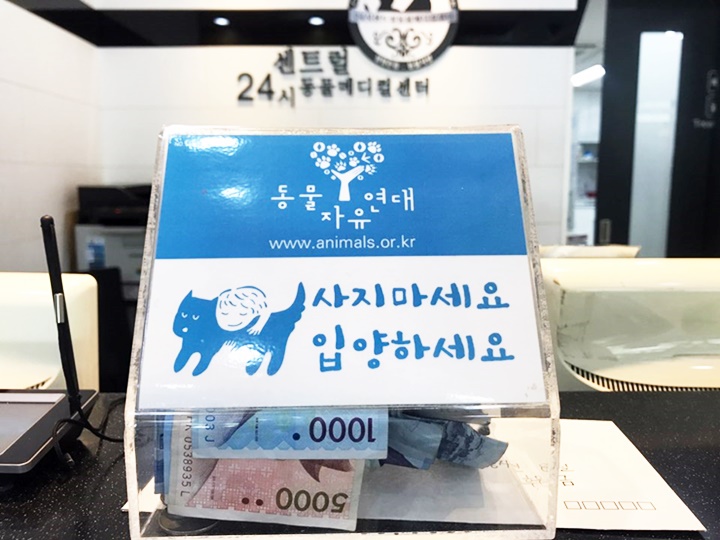 센트럴
24시 동물메디컬센터
동물자유연대
www.animals.or.kr
사지마세요
입양하세요
1000
5000
0538935 L